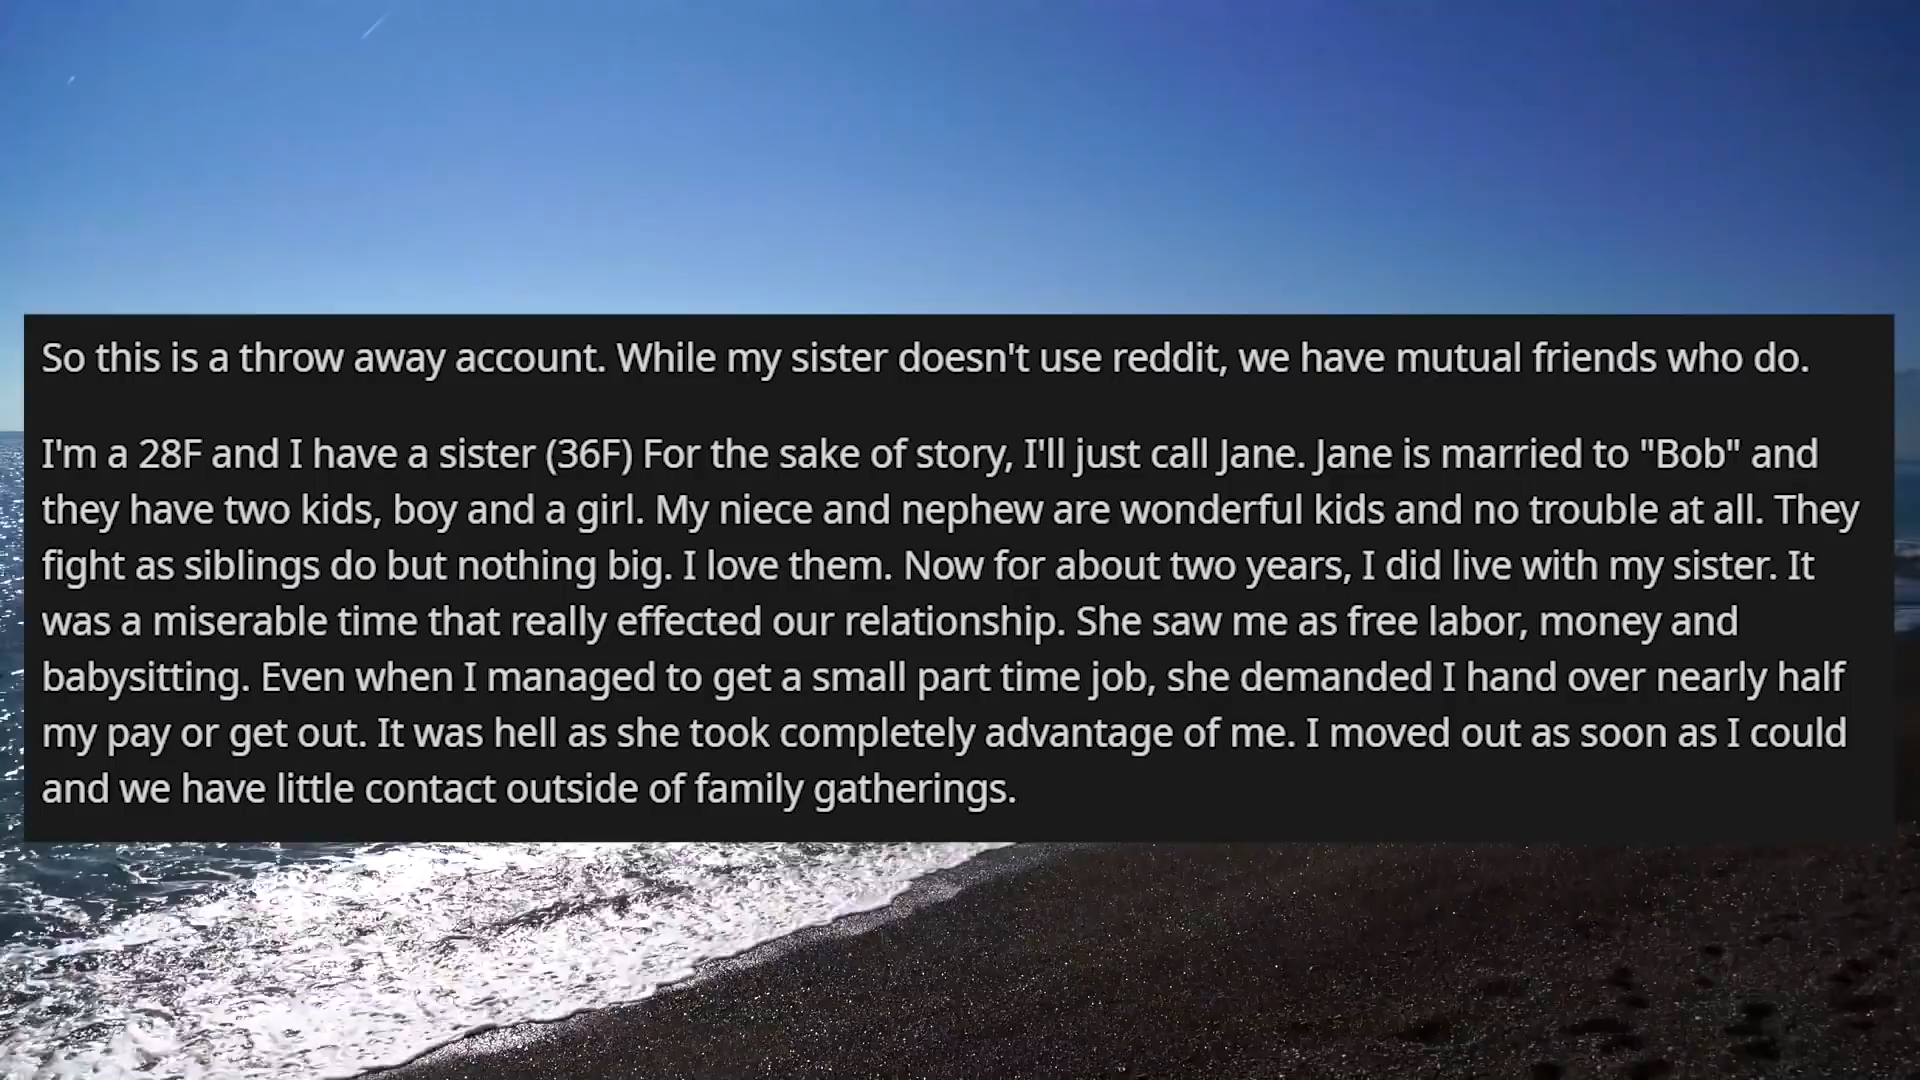 So this is a throw away account. While my sister doesn't use reddit, we have mutual friends who do.
I'm a 28F and I have a sister (36F) For the sake of story, I'll just call Jane. Jane is married to "Bob" and
they have two kids, boy and a girl. My niece and nephew are wonderful kids and no trouble at all. They
fight as siblings do but nothing big. I love them. Now for about two years, I did live with my sister. It
was a miserable time that really effected our relationship. She saw me as free labor, money and
babysitting. Even when I managed to get a small part time job, she demanded I hand over nearly half
my pay or get out. It was hell as she took completely advantage of me. I moved out as soon as I could
and we have little contact outside of family gatherings.